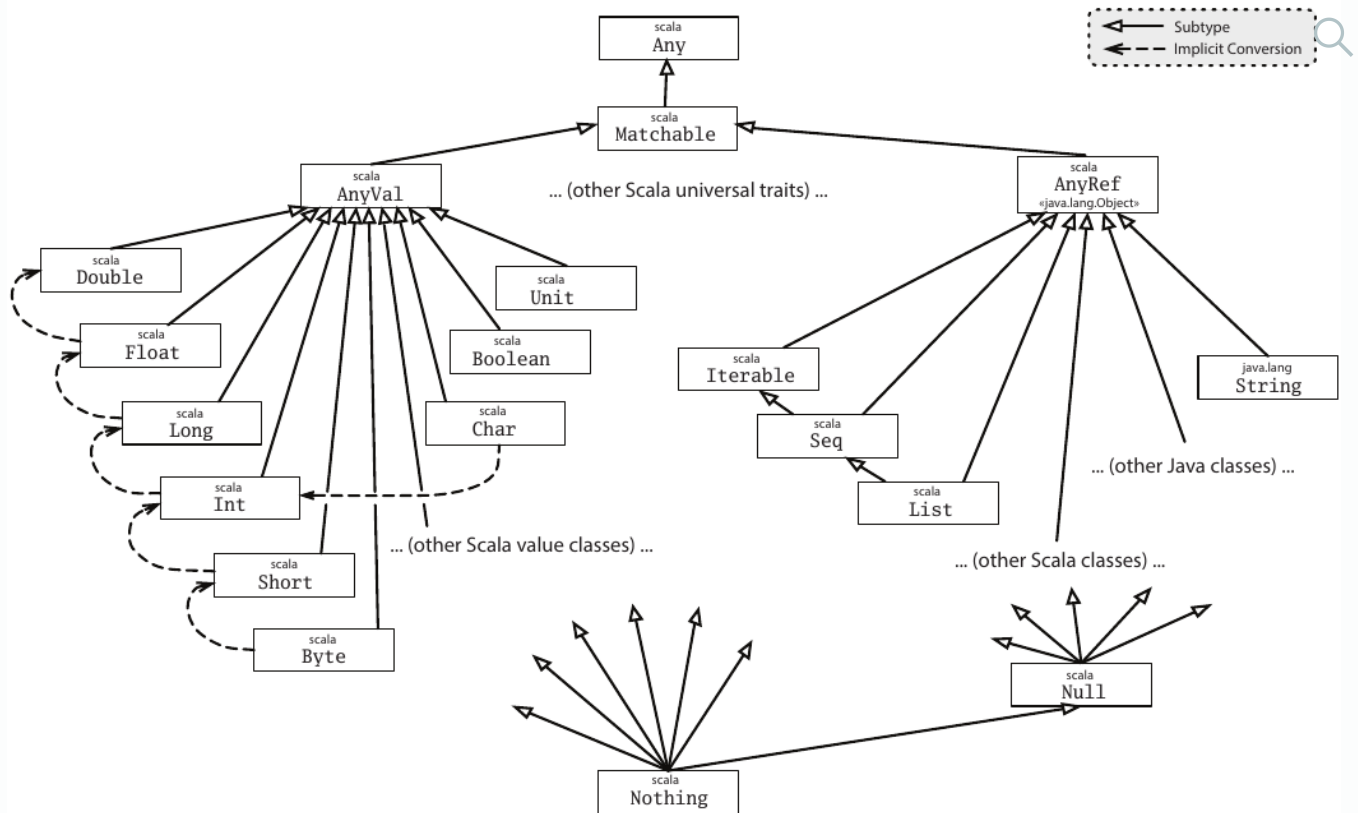 scala
Any
Subtype
Implicit Conversion
scala
Matchable
scala
AnyVal
... (other Scala universal traits) ...
scala
AnyRef
«java.lang.Object»
scala
Double
scala
Unit
scala
Float
scala
Boolean
scala
Iterable
java.lang
String
scala
Long
scala
Char
scala
Seq
... (other Java classes) ...
scala
Int
scala
List
... (other Scala value classes) ...
... (other Scala classes) ...
scala
Short
scala
Byte
scala
Null
scala
Nothing